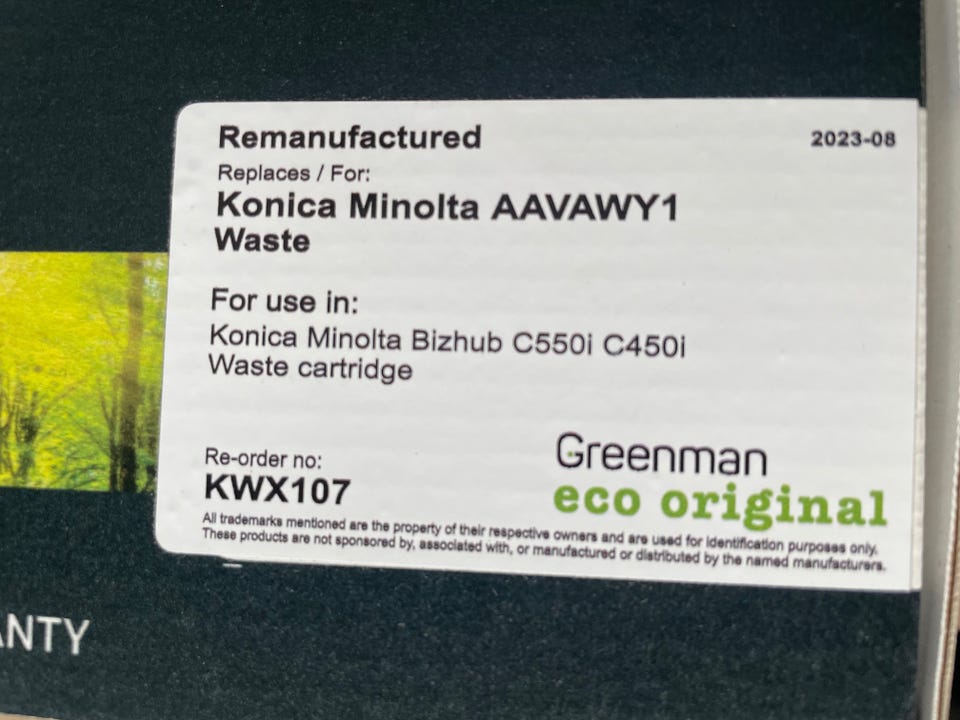 Remanufactured
2023-08
Replaces / For:
Konica Minolta AAVAWY1
Waste
For use in:
Konica Minolta Bizhub C550i C450i
Waste cartridge
Re-order no:
KWX107
Greenman
eco original
All trademarks mentioned are the property of their respective owners and are used for identification purposes only.
These products are not sponsored by, associated with, or manufactured or distributed by the named manufacturers.
ANTY